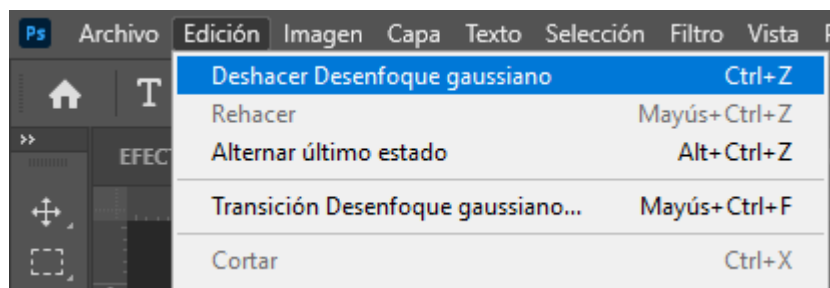 Ps Archivo Edición Imagen Capa Texto Selección Filtro Vista
T
Deshacer Desenfoque gaussiano Ctrl+Z
Rehacer Mayús+Ctrl+Z
EFEC
Alternar último estado Alt+Ctrl+Z
Transición Desenfoque gaussiano... Mayús+Ctrl+F
Cortar Ctrl+X